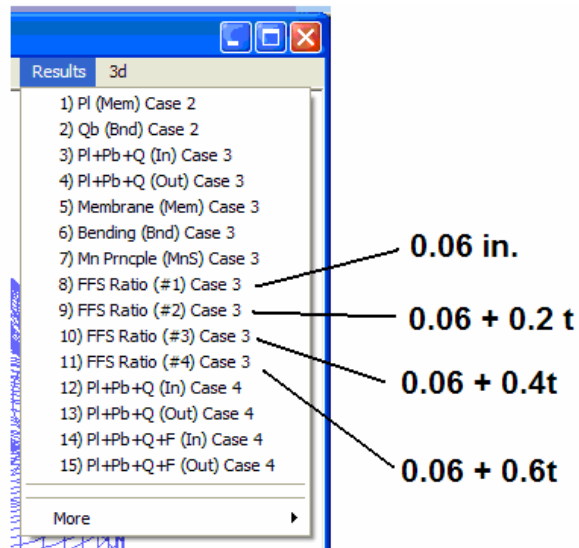 Results 3d
1) Pl (Mem) Case 2
2) Qb (Bnd) Case 2
3) Pl+Pb+Q (In) Case 3
4) Pl+Pb+Q (Out) Case 3
5) Membrane (Mem) Case 3
6) Bending (Bnd) Case 3
7) Mn Prncple (MnS) Case 3
8) FFS Ratio (#1) Case 3
9) FFS Ratio (#2) Case 3
10) FFS Ratio (#3) Case 3
11) FFS Ratio (#4) Case 3
12) Pl+Pb+Q (In) Case 4
13) Pl+Pb+Q (Out) Case 4
14) Pl+Pb+Q+F (In) Case 4
15) Pl+Pb+Q+F (Out) Case 4
More
0.06 in.
0.06 + 0.2 t
0.06 + 0.4t
0.06 + 0.6t